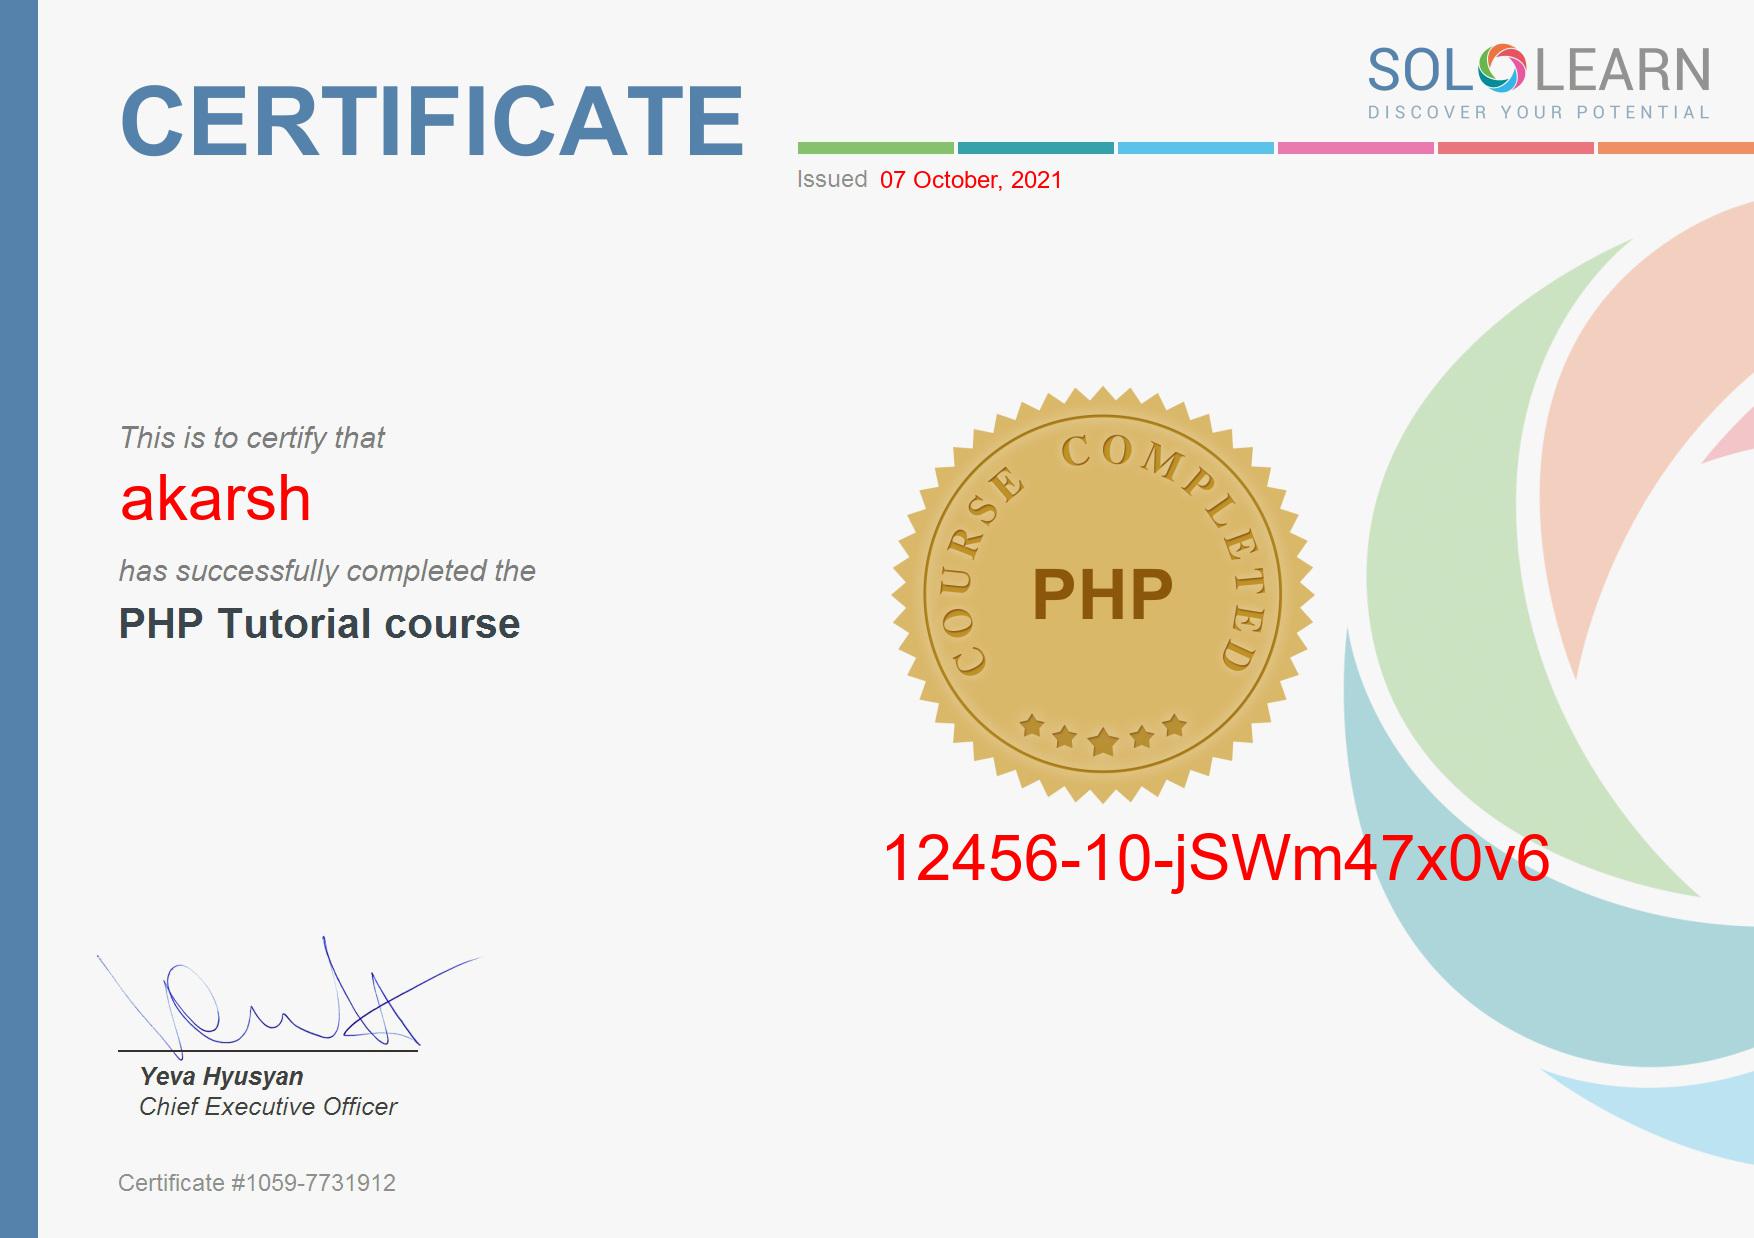 CERTIFICATE
SOLOLEARN
DISCOVER YOUR POTENTIAL
Issued 07 October, 2021
This is to certify that
akarsh
has successfully completed the
PHP Tutorial course
COURSE COMPLETED
PHP
12456-10-jSWm47x0v6
Yeva Hyusyan
Chief Executive Officer
Certificate #1059-7731912